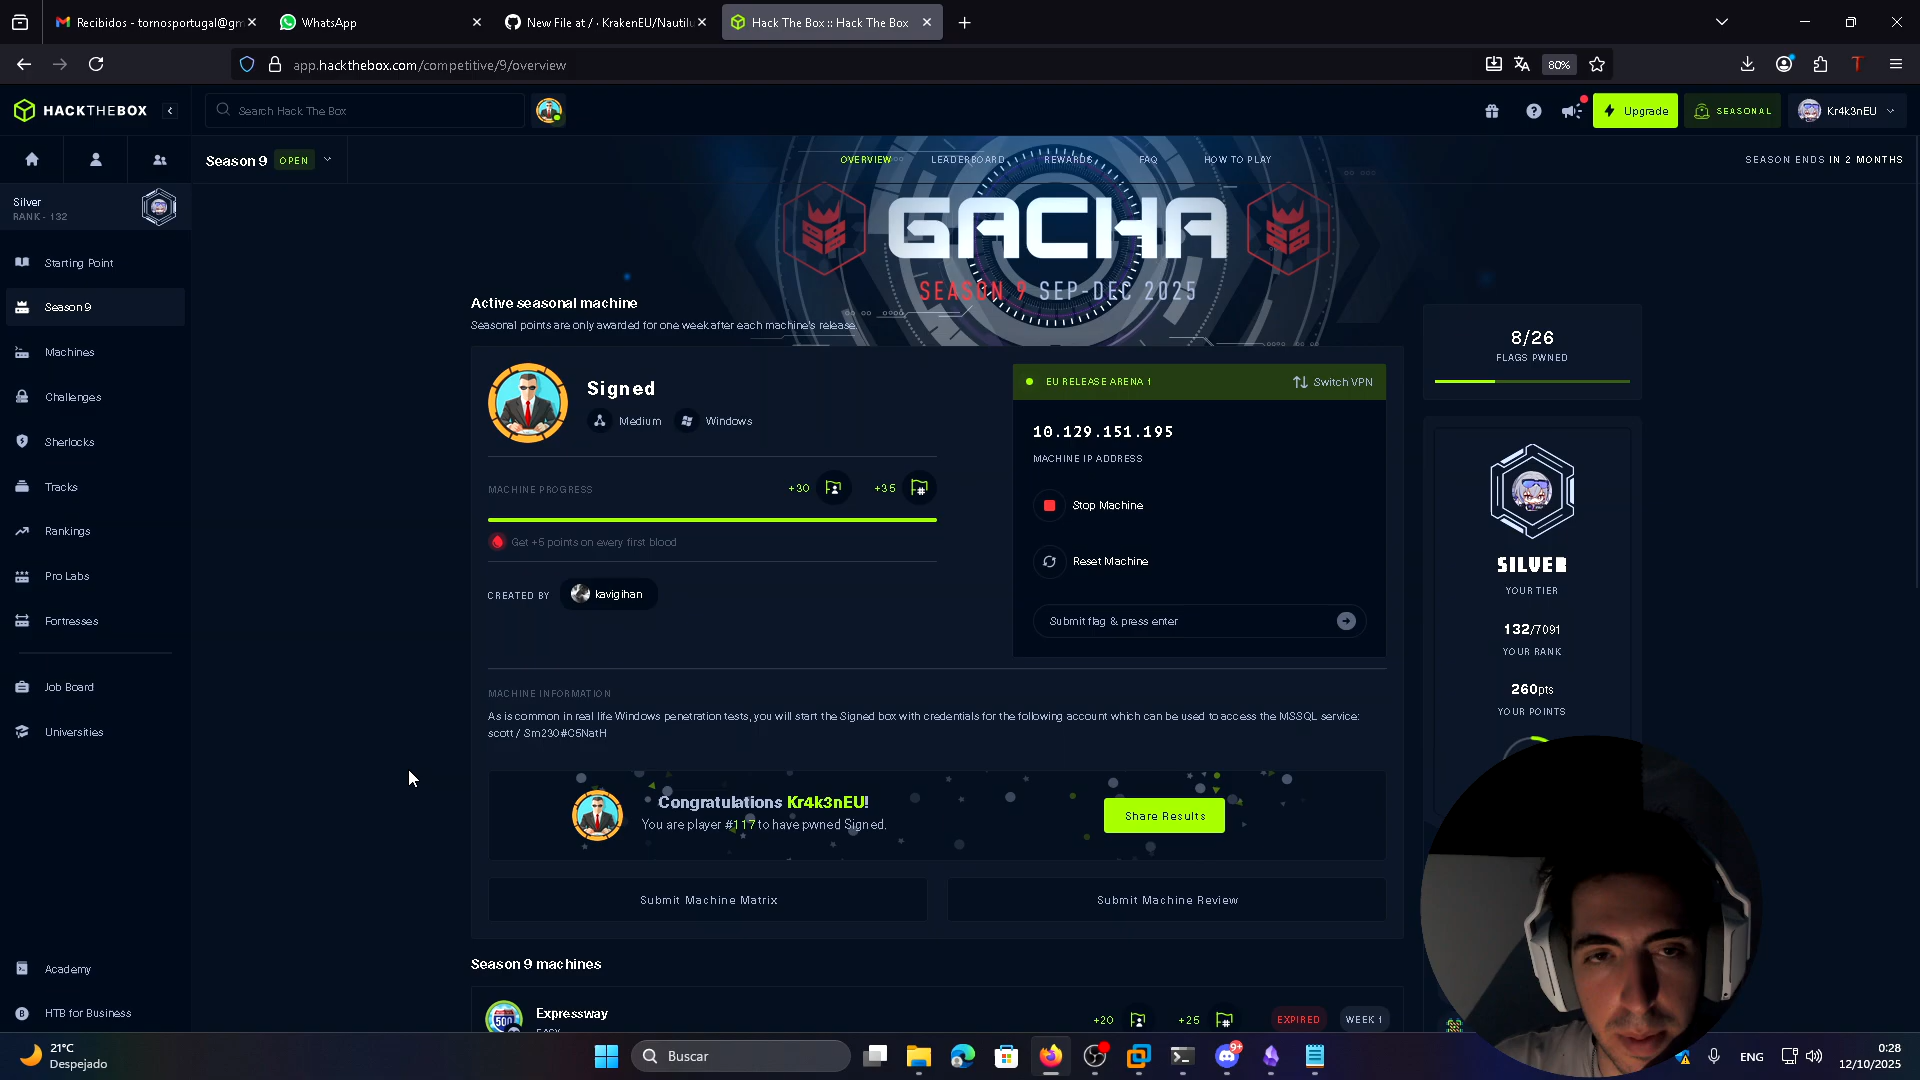 Recibidos - tornosportugal@gm
WhatsApp
New File at / · KrakenEU/Nautilu
Hack The Box :: Hack The Box
app.hackthebox.com/competitive/9/overview
80%
HACKTHEBOX
Search Hack The Box
Upgrade
SEASONAL
Kr4k3nEU
Season 9
OPEN
OVERVIEW
LEADERBOARD
REWARDS
FAQ
HOW TO PLAY
SEASON ENDS IN 2 MONTHS
Silver
RANK - 132
GACHA
SEASON 9 SEP-DEC 2025
Starting Point
Season 9
Machines
Challenges
Sherlocks
Tracks
Rankings
Pro Labs
Fortresses
Job Board
Universities
Academy
HTB for Business
Active seasonal machine
Seasonal points are only awarded for one week after each machine's release.
Signed
Medium
Windows
MACHINE PROGRESS
+30
+35
Get +5 points on every first blood
CREATED BY
kavigihan
EU RELEASE ARENA 1
Switch VPN
10.129.151.195
MACHINE IP ADDRESS
Stop Machine
Reset Machine
Submit flag & press enter
8/26
FLAGS PWNED
SILVER
YOUR TIER
132/7091
YOUR RANK
260pts
YOUR POINTS
MACHINE INFORMATION
As is common in real life Windows penetration tests, you will start the Signed box with credentials for the following account which can be used to access the MSSQL service:
scott / Sm230#C5NatH
Congratulations Kr4k3nEU!
You are player #117 to have pwned Signed.
Share Results
Submit Machine Matrix
Submit Machine Review
Season 9 machines
Expressway
EASY
+20
+25
EXPIRED
WEEK 1
21°C
Despejado
Buscar
9+
ENG
0:28
12/10/2025